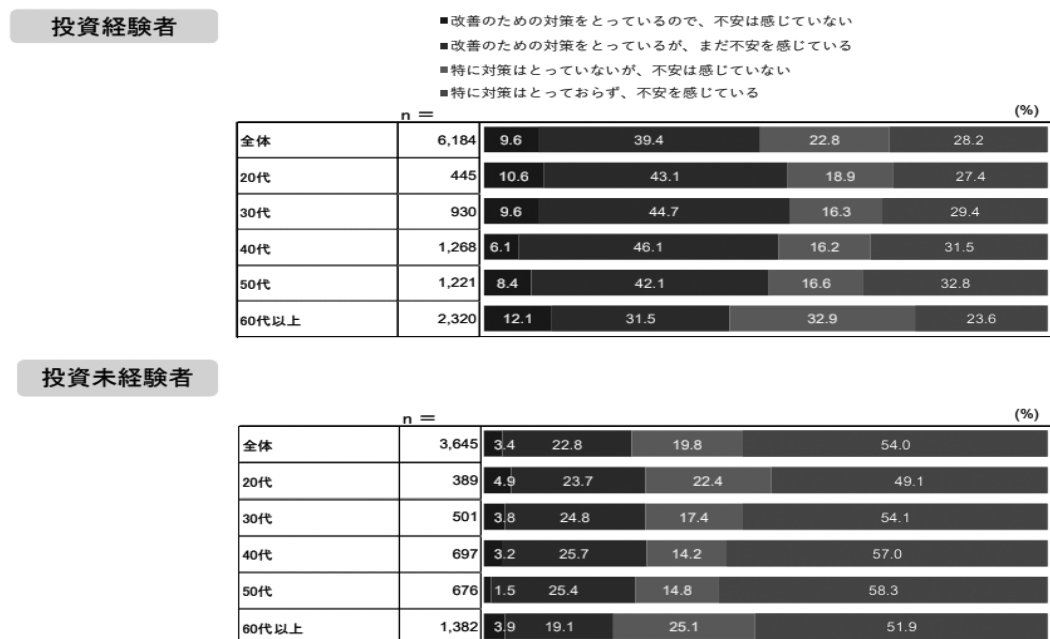 投資経験者
■改善のための対策をとっているので、不安は感じていない
■改善のための対策をとっているが、まだ不安を感じている
■特に対策はとっていないが、不安は感じていない
■特に対策はとっておらず、不安を感じている
n ＝ (%)
全体 6,184 9.6 39.4 22.8 28.2
20代 445 10.6 43.1 18.9 27.4
30代 930 9.6 44.7 16.3 29.4
40代 1,268 6.1 46.1 16.2 31.5
50代 1,221 8.4 42.1 16.6 32.8
60代以上 2,320 12.1 31.5 32.9 23.6
投資未経験者
n ＝ (%)
全体 3,645 3.4 22.8 19.8 54.0
20代 389 4.9 23.7 22.4 49.1
30代 501 3.8 24.8 17.4 54.1
40代 697 3.2 25.7 14.2 57.0
50代 676 1.5 25.4 14.8 58.3
60代以上 1,382 3.9 19.1 25.1 51.9